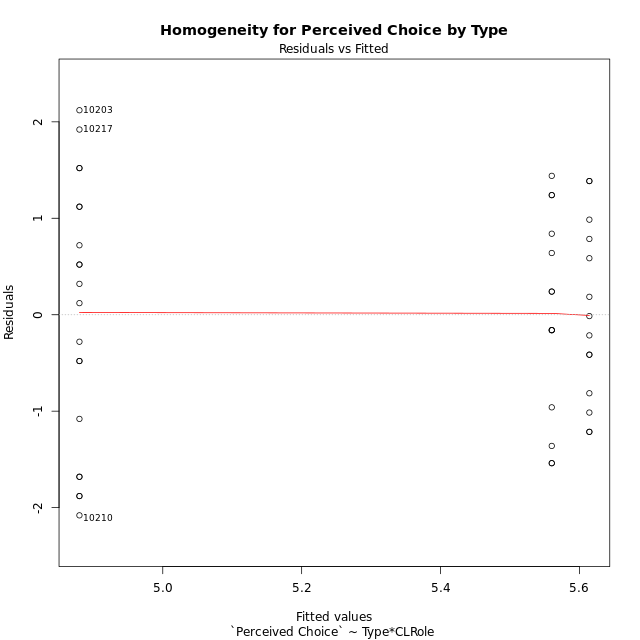 Homogeneity for Perceived Choice by Type
Residuals vs Fitted
10203
10217
10210
2
1
0
-1
-2
Residuals
5.0 5.2 5.4 5.6
Fitted values
`Perceived Choice` ~ Type*CLRole